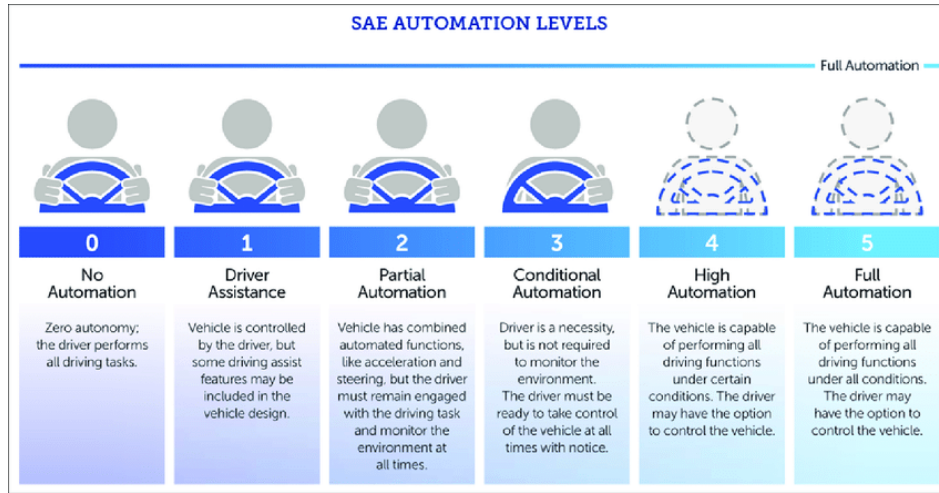 SAE AUTOMATION LEVELS
Full Automation
0
No
Automation
Zero autonomy;
the driver performs
all driving tasks.
1
Driver
Assistance
Vehicle is controlled
by the driver, but
some driving assist
features may be
included in the
vehicle design.
2
Partial
Automation
Vehicle has combined
automated functions,
like acceleration and
steering, but the driver
must remain engaged
with the driving task
and monitor the
environment at
all times.
3
Conditional
Automation
Driver is a necessity,
but is not required
to monitor the
environment.
The driver must be
ready to take control
of the vehicle at all
times with notice.
4
High
Automation
The vehicle is capable
of performing all
driving functions
under certain
conditions. The driver
may have the option
to control the vehicle.
5
Full
Automation
The vehicle is capable
of performing all
driving functions
under all conditions.
The driver may
have the option to
control the vehicle.